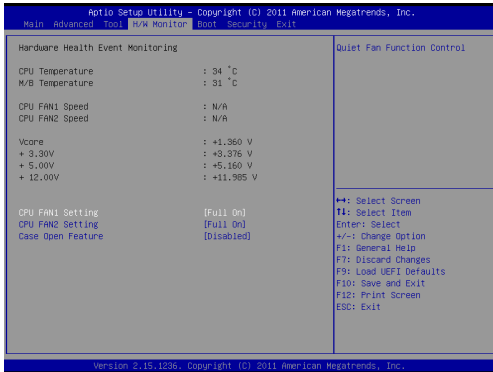 Aptio Setup Utility – Copyright (C) 2011 American Megatrends, Inc.
Main Advanced Tool H/W Monitor Boot Security Exit
Hardware Health Event Monitoring
CPU Temperature : 34 °C
M/B Temperature : 31 °C
CPU FAN1 Speed : N/A
CPU FAN2 Speed : N/A
Vcore : +1.360 V
+ 3.30V : +3.376 V
+ 5.00V : +5.160 V
+ 12.00V : +11.985 V
CPU FAN1 Setting [Full On]
CPU FAN2 Setting [Full On]
Case Open Feature [Disabled]
Quiet Fan Function Control
↔: Select Screen
↑↓: Select Item
Enter: Select
+/-: Change Option
F1: General Help
F7: Discard Changes
F9: Load UEFI Defaults
F10: Save and Exit
F12: Print Screen
ESC: Exit
Version 2.15.1236. Copyright (C) 2011 American Megatrends, Inc.